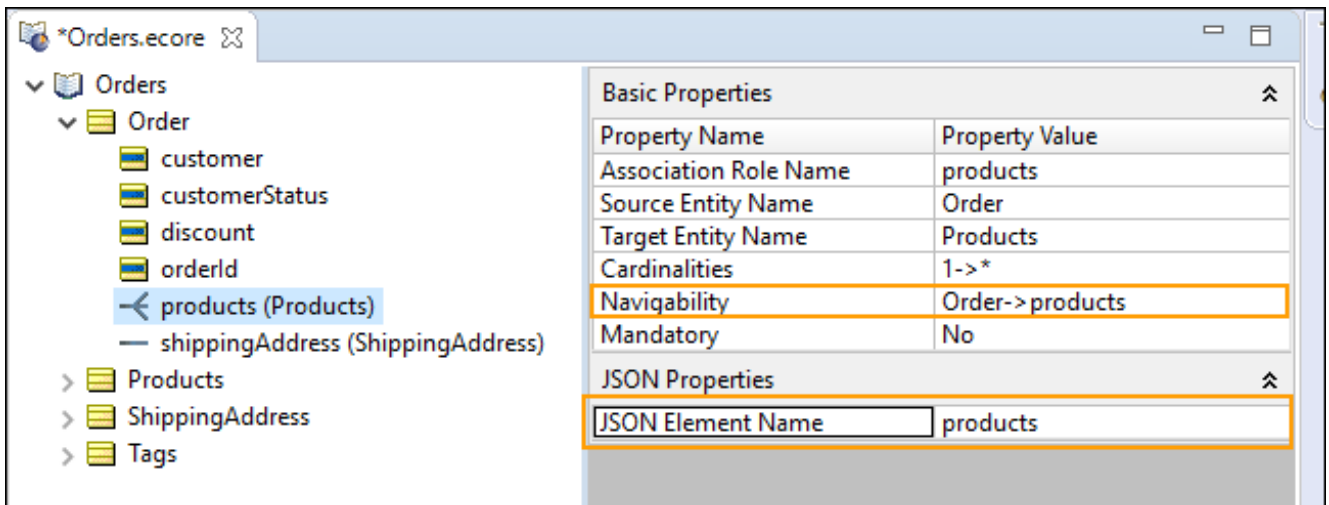 *Orders.ecore
Orders
Order
customer
customerStatus
discount
orderId
products (Products)
shippingAddress (ShippingAddress)
Products
ShippingAddress
Tags
Basic Properties
Property Name Property Value
Association Role Name products
Source Entity Name Order
Target Entity Name Products
Cardinalities 1->*
Navigability Order->products
Mandatory No
JSON Properties
JSON Element Name products